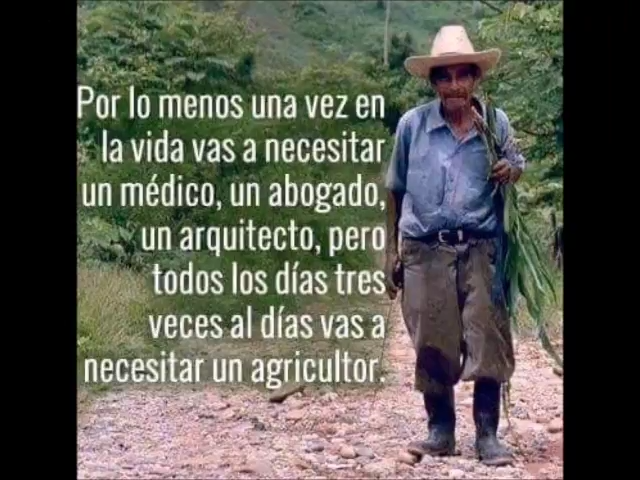 Por lo menos una vez en
la vida vas a necesitar
un médico, un abogado,
un arquitecto, pero
todos los días tres
veces al días vas a
necesitar un agricultor.